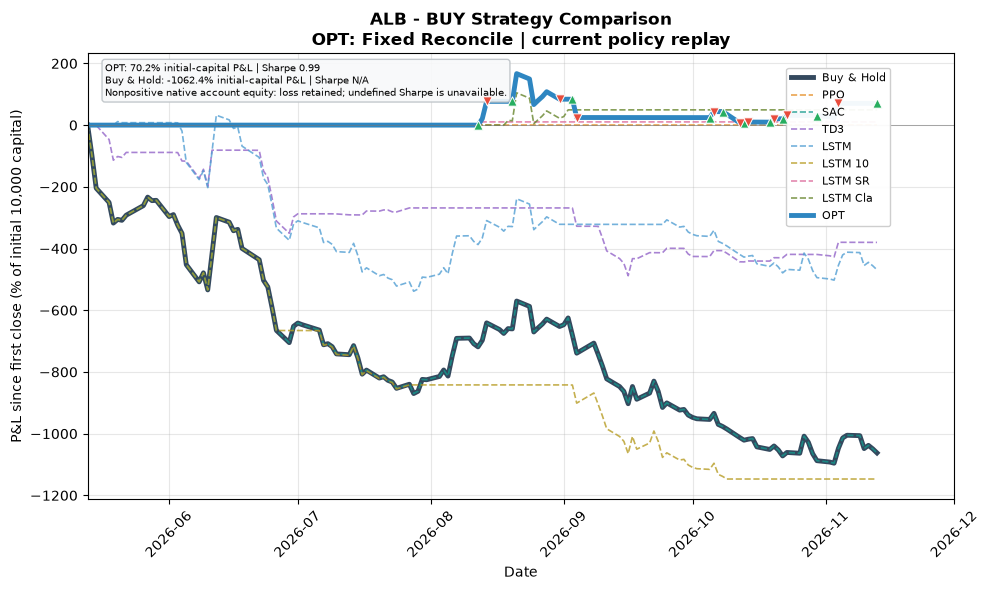 ALB - BUY Strategy Comparison
OPT: Fixed Reconcile | current policy replay
OPT: 70.2% initial-capital P&L | Sharpe 0.99
Buy & Hold: -1062.4% initial-capital P&L | Sharpe N/A
Nonpositive native account equity: loss retained; undefined Sharpe is unavailable.
Buy & Hold
PPO
SAC
TD3
LSTM
LSTM 10
LSTM SR
LSTM Cla
OPT
P&L since first close (% of initial 10,000 capital)
200
0
−200
−400
−600
−800
−1000
−1200
2026-06
2026-07
2026-08
2026-09
2026-10
2026-11
2026-12
Date